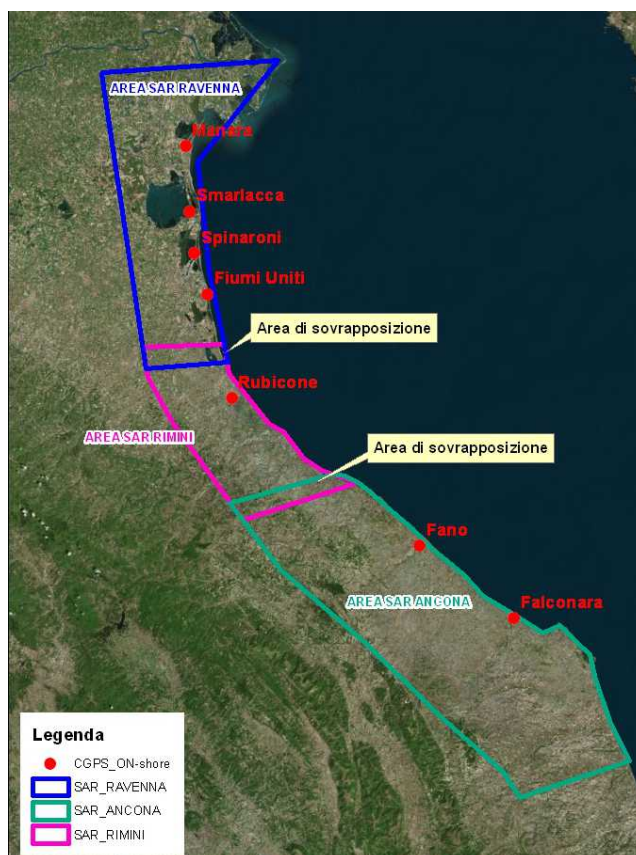 AREA SAR RAVENNA
Manara
Smarlacca
Spinaroni
Fiumi Uniti
Area di sovrapposizione
Rubicone
AREA SAR RIMINI
Area di sovrapposizione
Fano
AREA SAR ANCONA
Falconara
Legenda
CGPS_ON-shore
SAR_RAVENNA
SAR_ANCONA
SAR_RIMINI